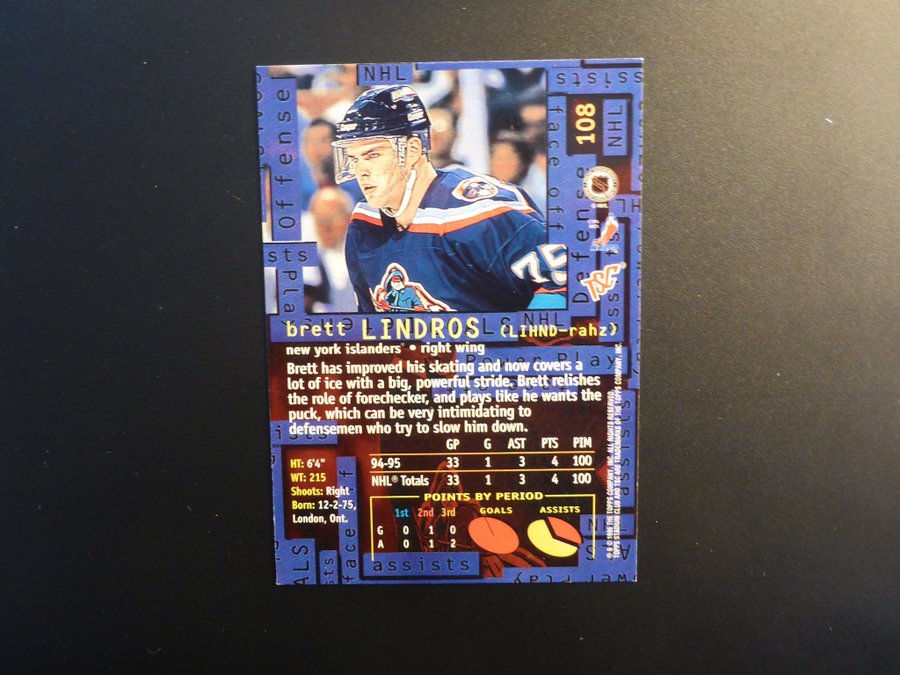 NHL
Offense
108
NHL
face off
Defense
TSC
75
brett LINDROS (LIHND-rahz)
new york islanders • right wing
Power Play
Brett has improved his skating and now covers a
lot of ice with a big, powerful stride. Brett relishes
the role of forechecker, and plays like he wants the
puck, which can be very intimidating to
defensemen who try to slow him down.
GP G AST PTS PIM
94-95 33 1 3 4 100
NHL® Totals 33 1 3 4 100
HT: 6'4"
WT: 215
Shoots: Right
Born: 12-2-75,
London, Ont.
POINTS BY PERIOD
1st 2nd 3rd GOALS ASSISTS
G 0 1 0
A 0 1 2
assists
face